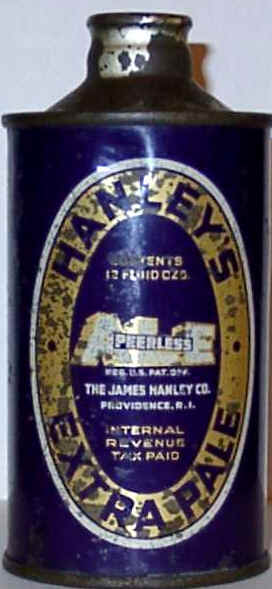 HANLEY'S
CONTENTS
12 FLUID OZS.
ALE
PEERLESS
REG. U.S. PAT. OFF.
THE JAMES HANLEY CO.
PROVIDENCE, R.I.
INTERNAL
REVENUE
TAX PAID
EXTRA PALE